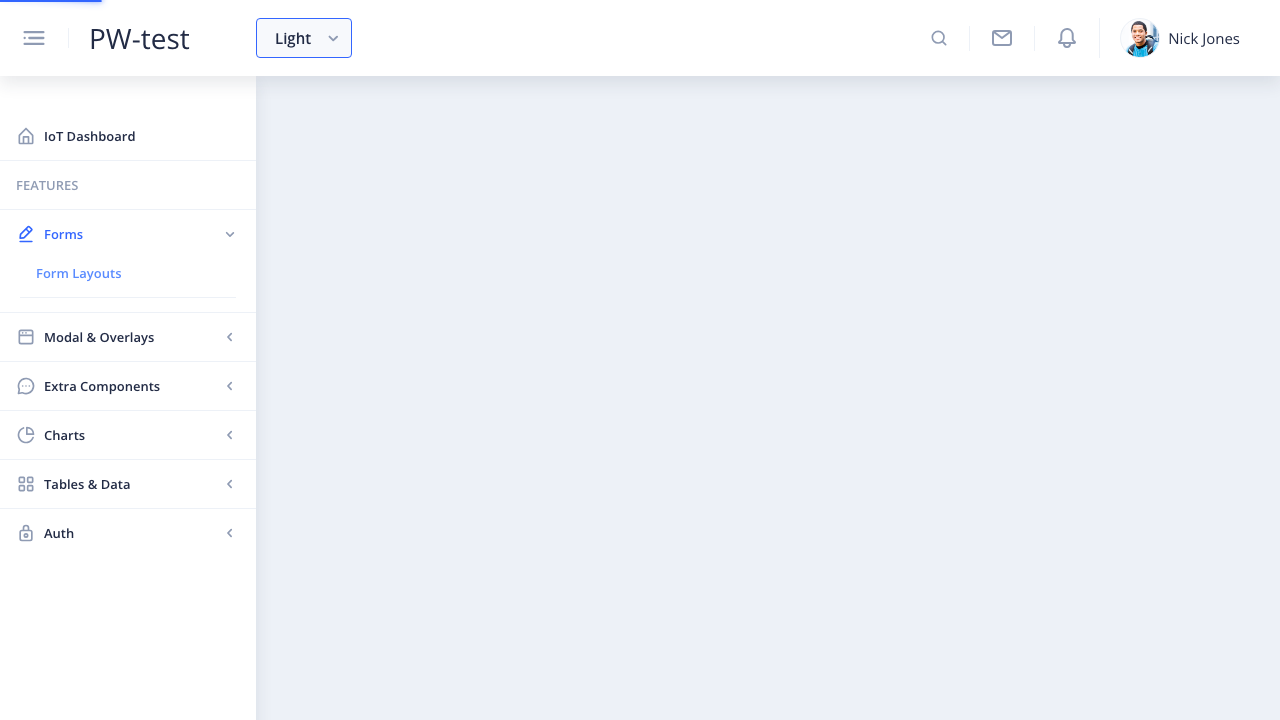 PW-test
Light
Nick Jones
IoT Dashboard
FEATURES
Forms
Form Layouts
Modal & Overlays
Extra Components
Charts
Tables & Data
Auth